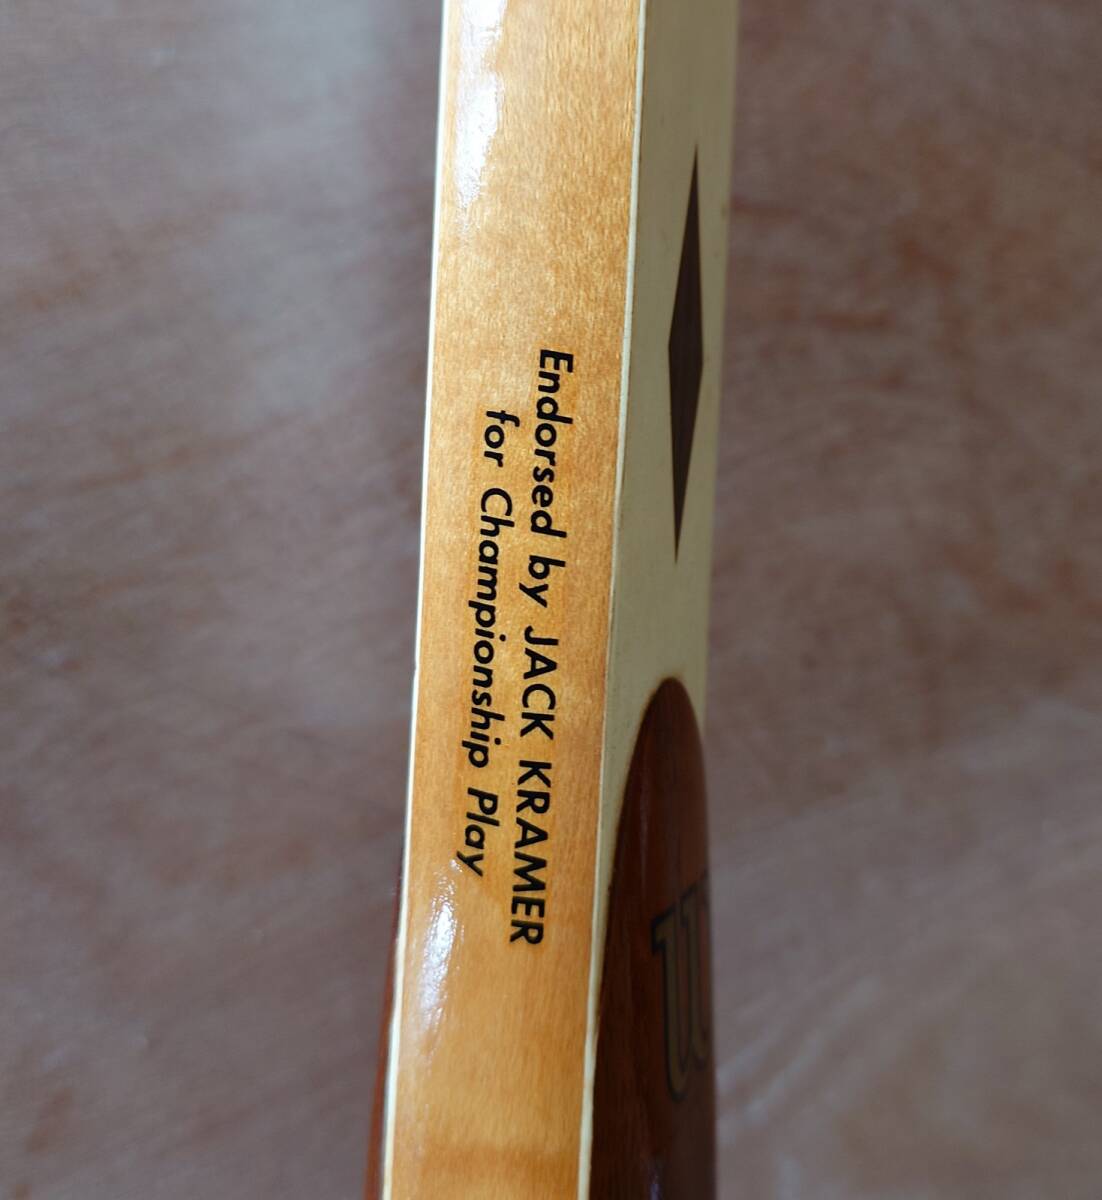 Endorsed by JACK KRAMER
for Championship Play
W